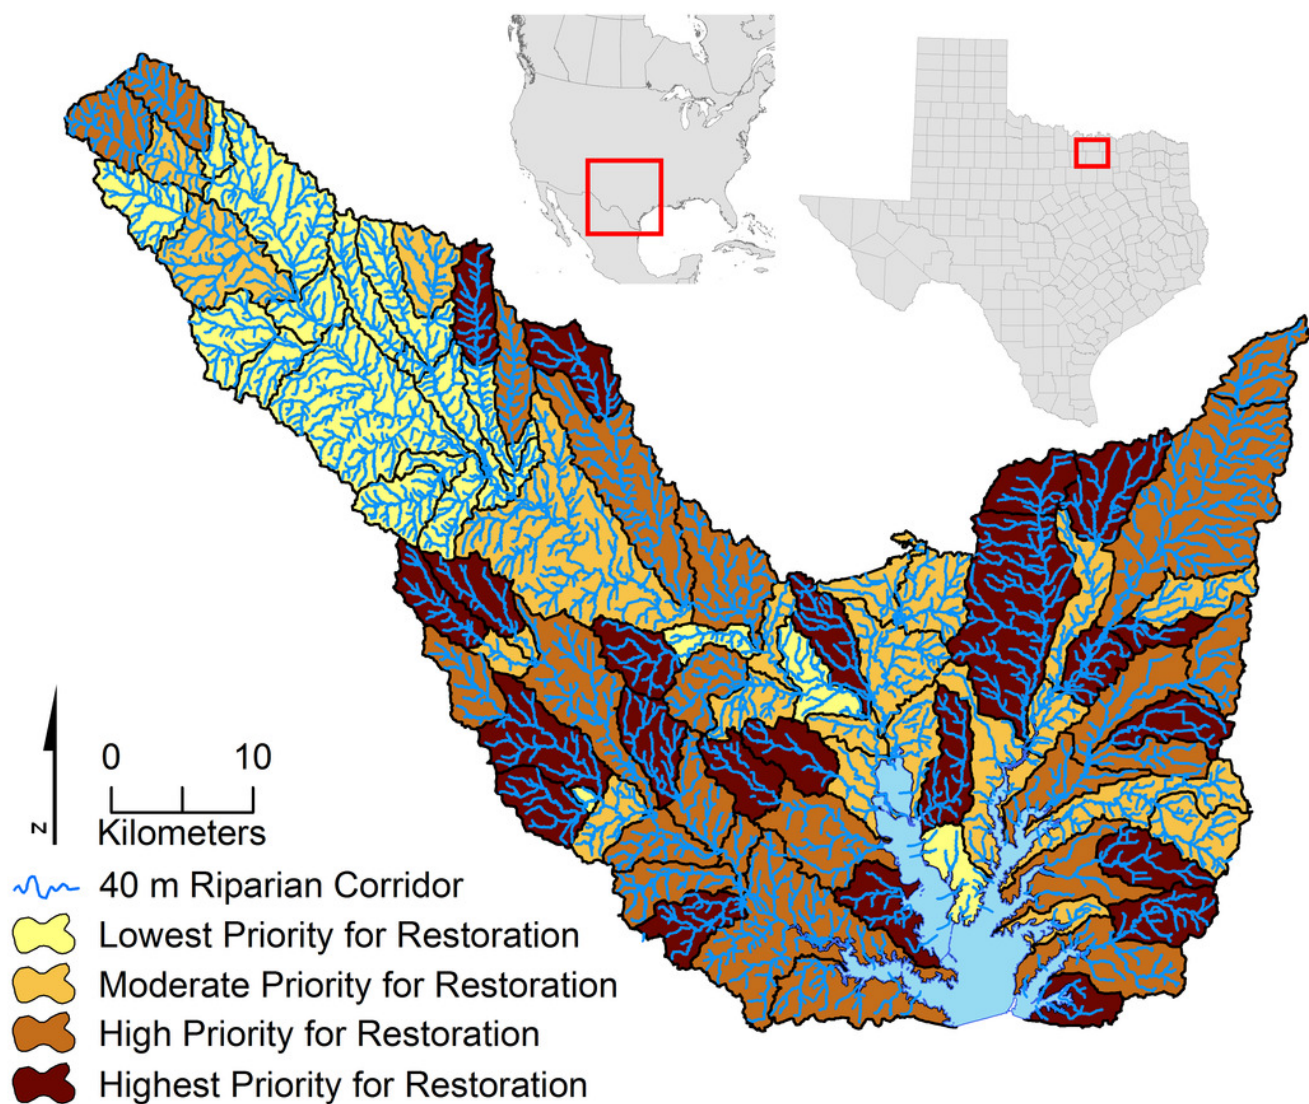 0 10
Kilometers
N
40 m Riparian Corridor
Lowest Priority for Restoration
Moderate Priority for Restoration
High Priority for Restoration
Highest Priority for Restoration